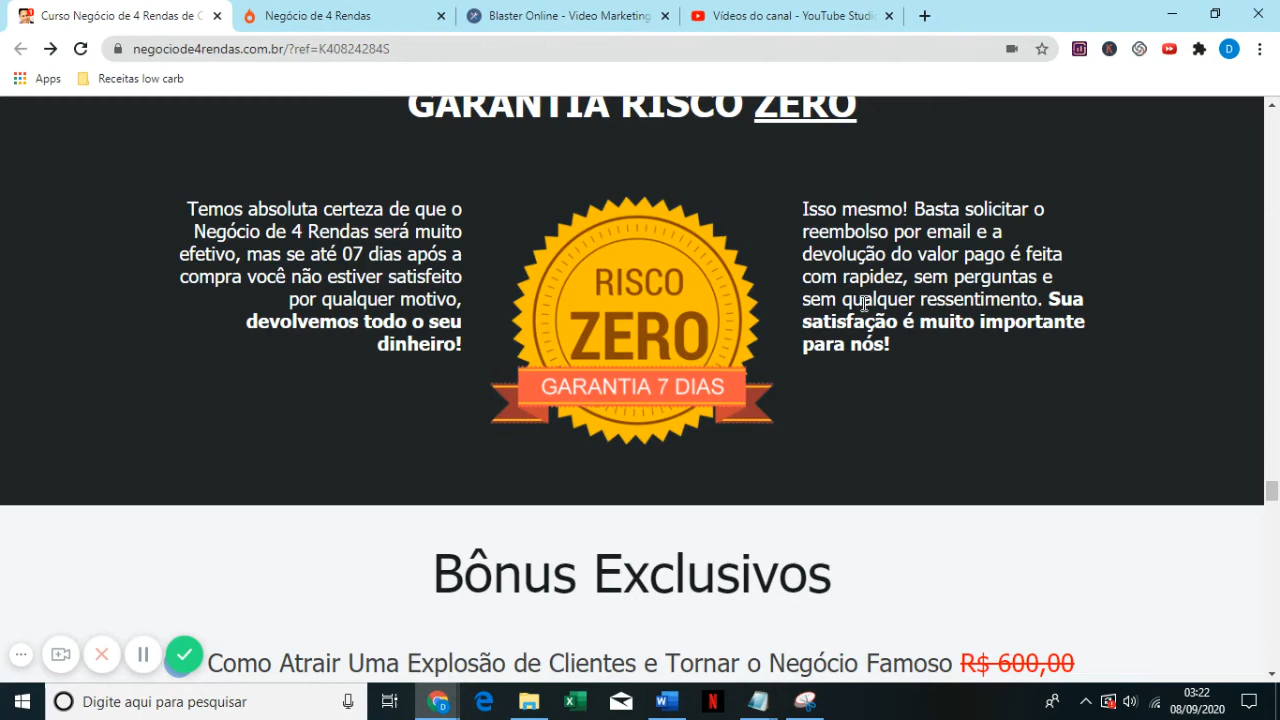 Curso Negócio de 4 Rendas de C
Negócio de 4 Rendas
Blaster Online - Video Marketing
Vídeos do canal - YouTube Studi
negociode4rendas.com.br/?ref=K40824284S
D
Apps
Receitas low carb
GARANTIA RISCO ZERO
Temos absoluta certeza de que o
Negócio de 4 Rendas será muito
efetivo, mas se até 07 dias após a
compra você não estiver satisfeito
por qualquer motivo,
devolvemos todo o seu
dinheiro!
RISCO
ZERO
GARANTIA 7 DIAS
Isso mesmo! Basta solicitar o
reembolso por email e a
devolução do valor pago é feita
com rapidez, sem perguntas e
sem qualquer ressentimento. Sua
satisfação é muito importante
para nós!
Bônus Exclusivos
Como Atrair Uma Explosão de Clientes e Tornar o Negócio Famoso R$ 600,00
Digite aqui para pesquisar
03:22
08/09/2020